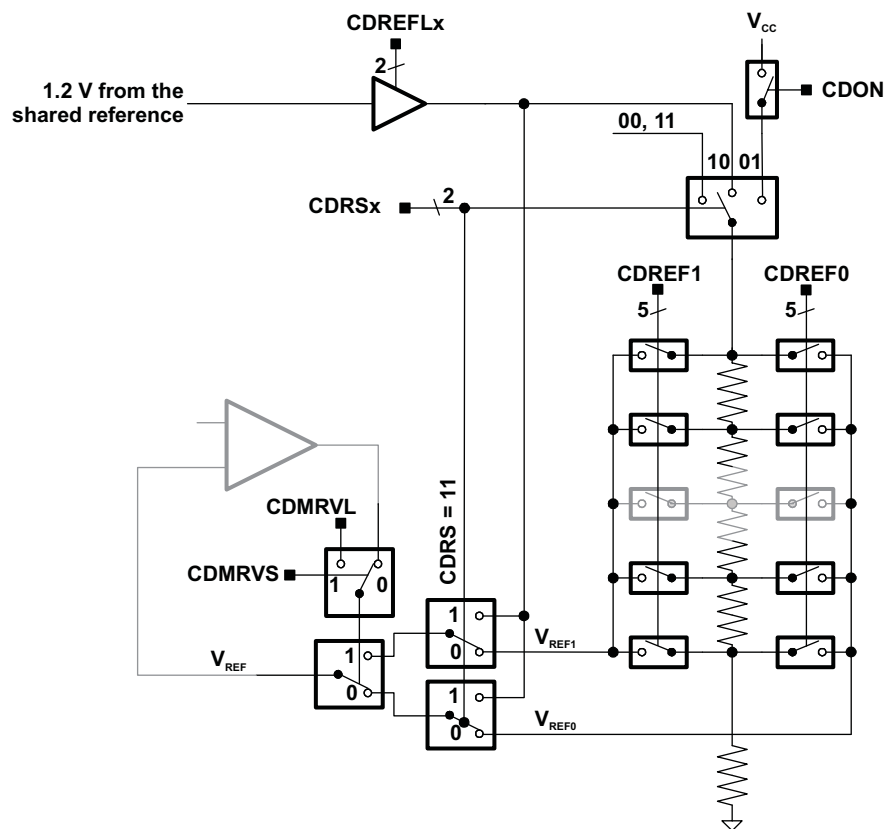 CDREFLx
VCC
2
1.2 V from the
shared reference
CDON
00, 11
10 01
CDRSx
2
CDREF1
CDREF0
5
5
CDRS = 11
CDMRVL
CDMRVS
1
0
1
0
VREF
1
0
VREF1
1
0
VREF0